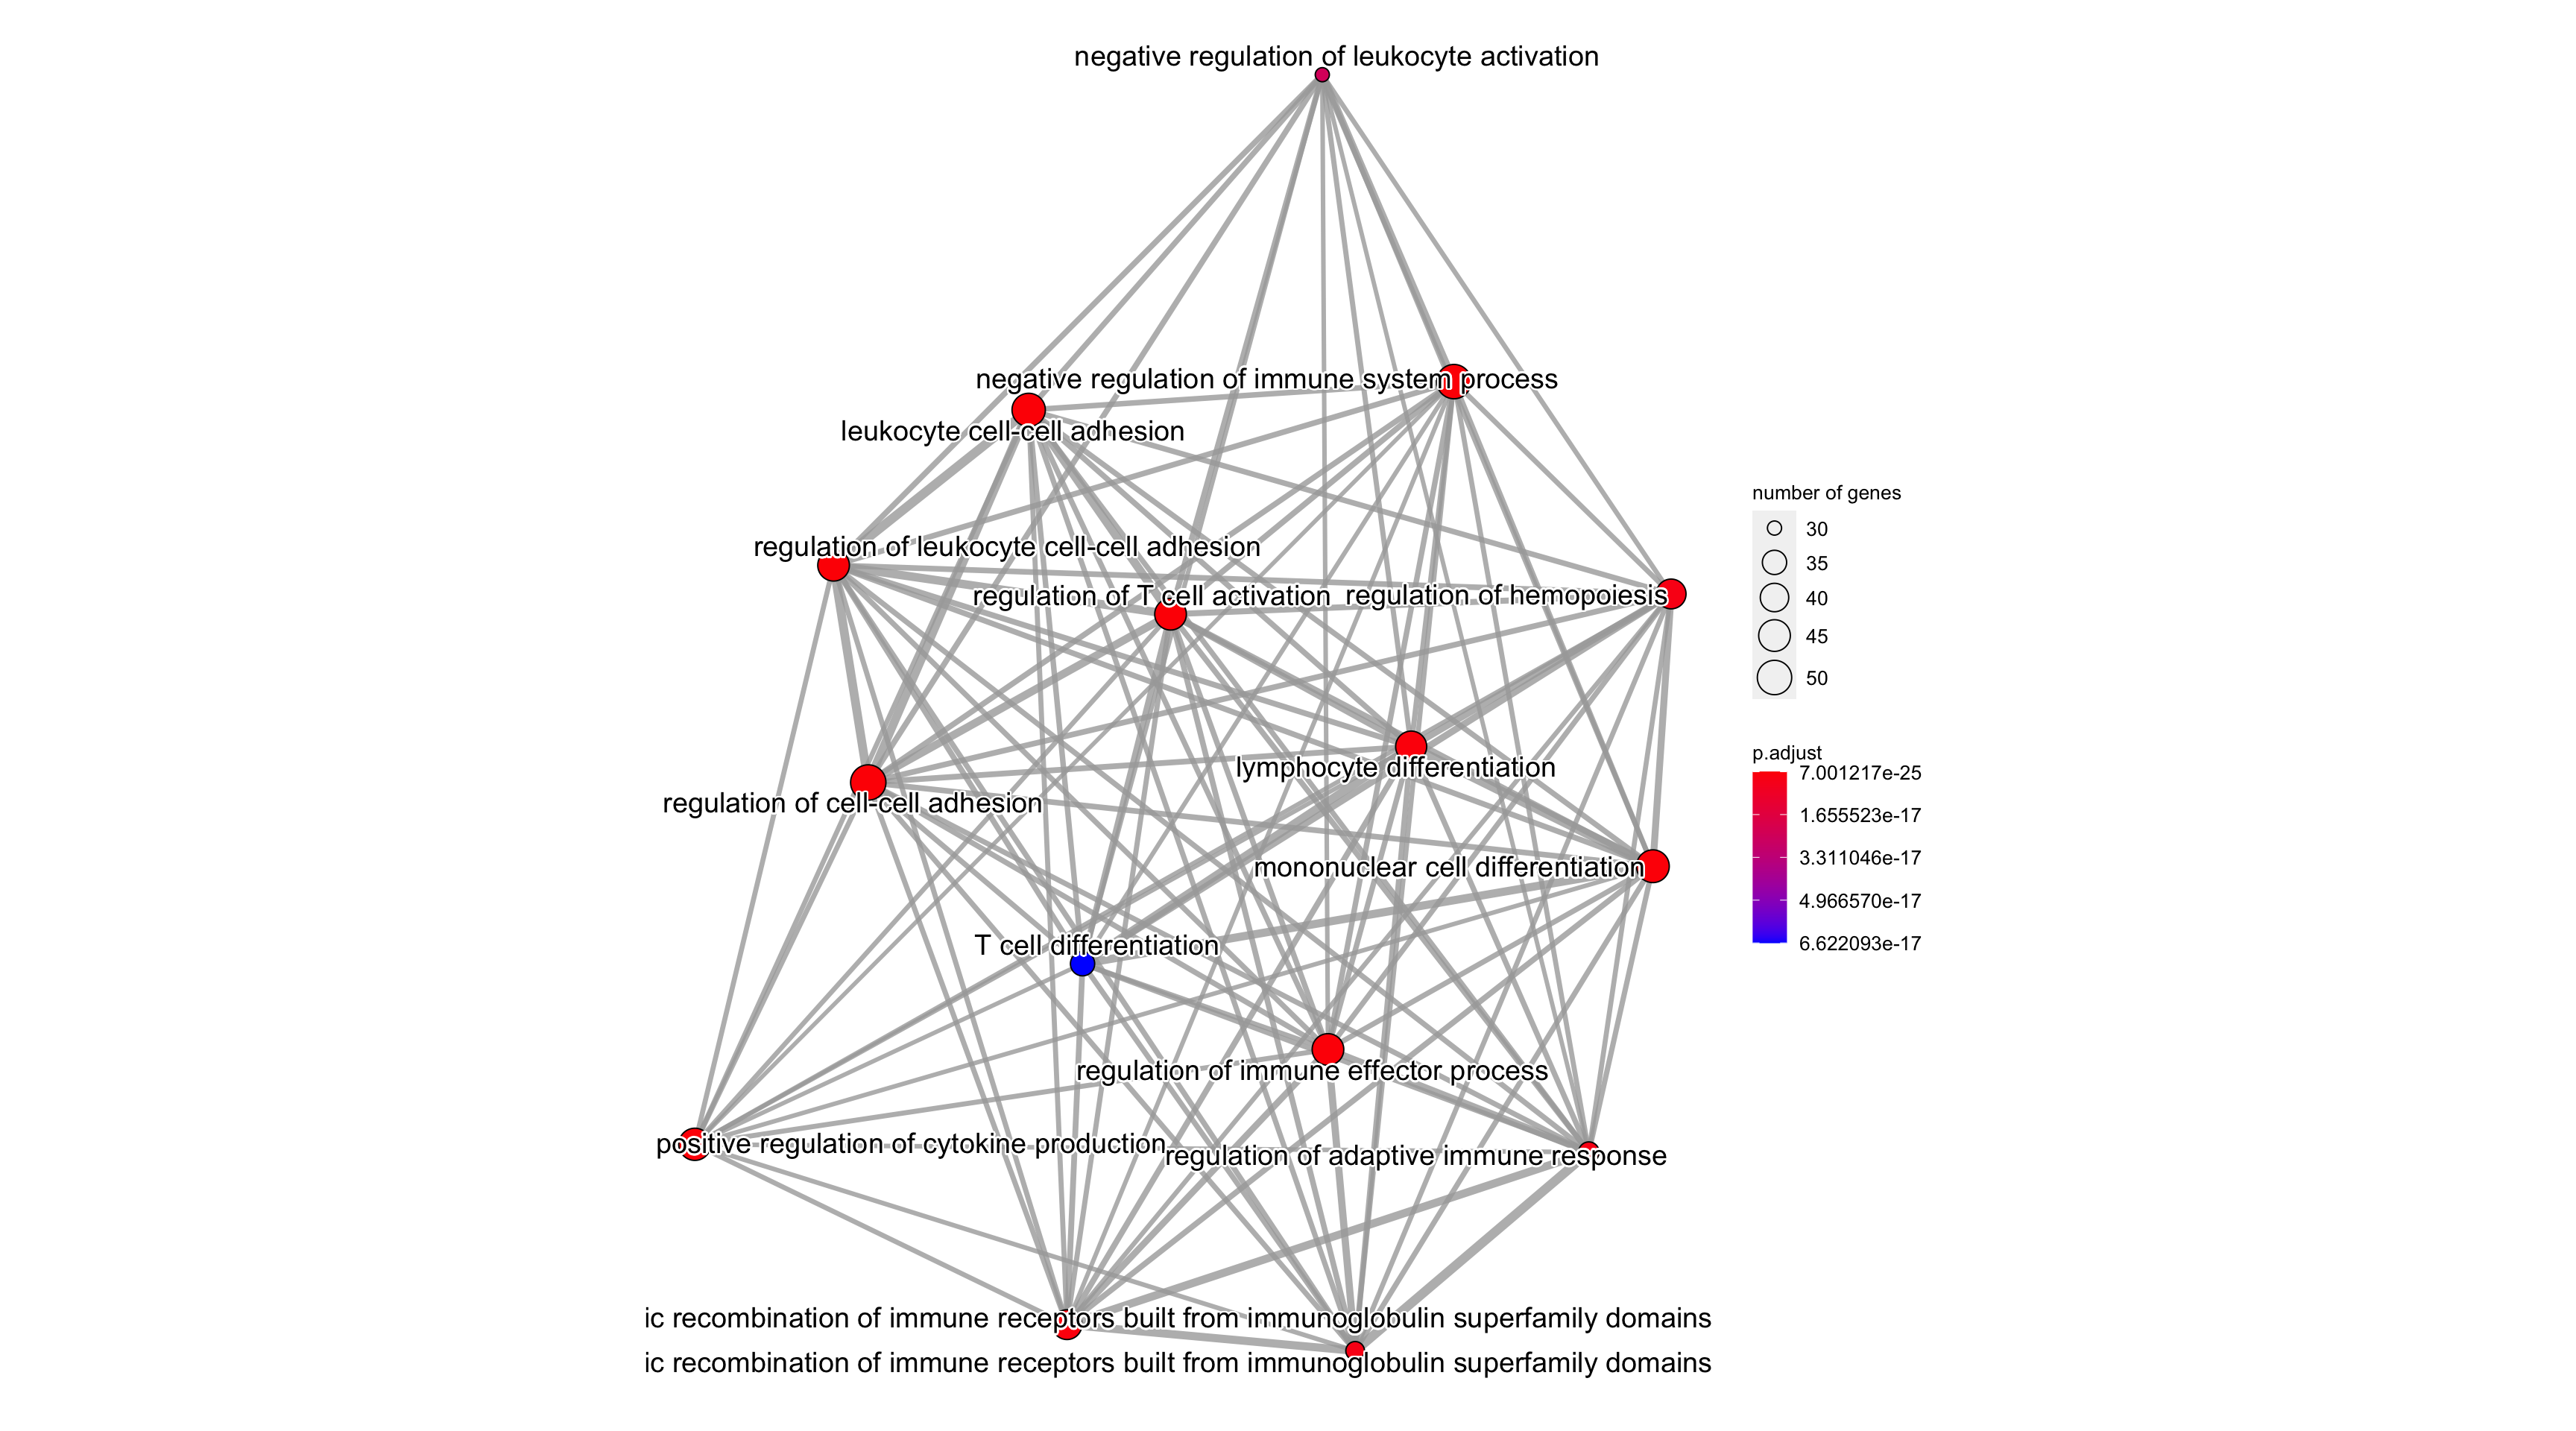 negative regulation of leukocyte activation
negative regulation of immune system process
leukocyte cell-cell adhesion
regulation of leukocyte cell-cell adhesion
regulation of T cell activation
regulation of hemopoiesis
lymphocyte differentiation
regulation of cell-cell adhesion
mononuclear cell differentiation
T cell differentiation
regulation of immune effector process
positive regulation of cytokine production
regulation of adaptive immune response
ic recombination of immune receptors built from immunoglobulin superfamily domains
ic recombination of immune receptors built from immunoglobulin superfamily domains
number of genes
30
35
40
45
50
p.adjust
7.001217e-25
1.655523e-17
3.311046e-17
4.966570e-17
6.622093e-17